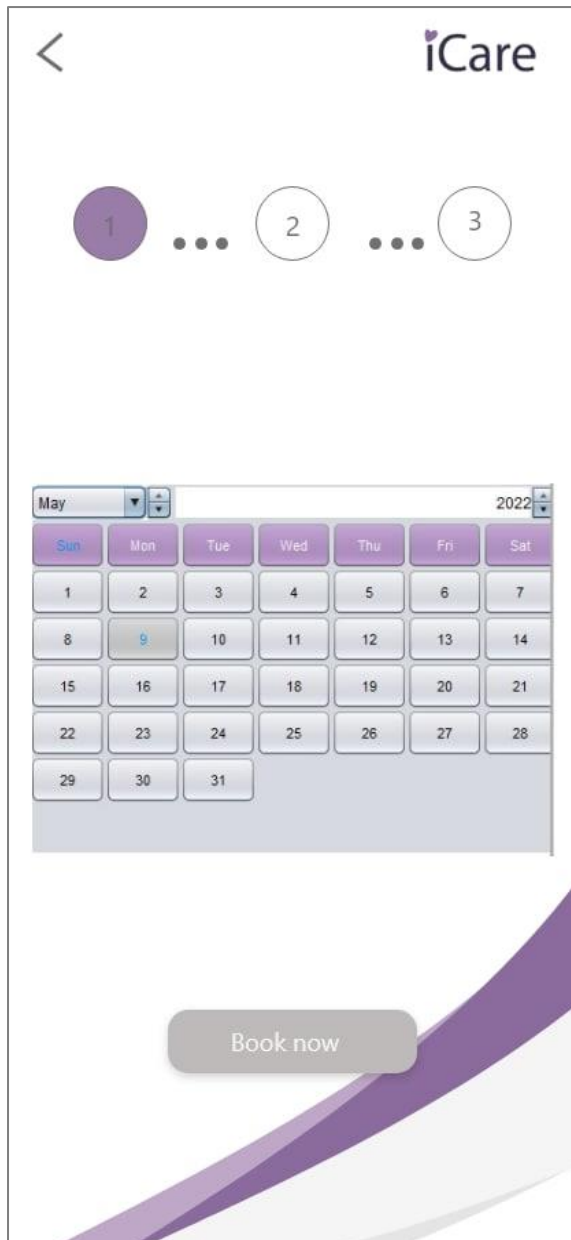 iCare
1 2 3
May 2022
Sun Mon Tue Wed Thu Fri Sat
1 2 3 4 5 6 7
8 9 10 11 12 13 14
15 16 17 18 19 20 21
22 23 24 25 26 27 28
29 30 31
Book now